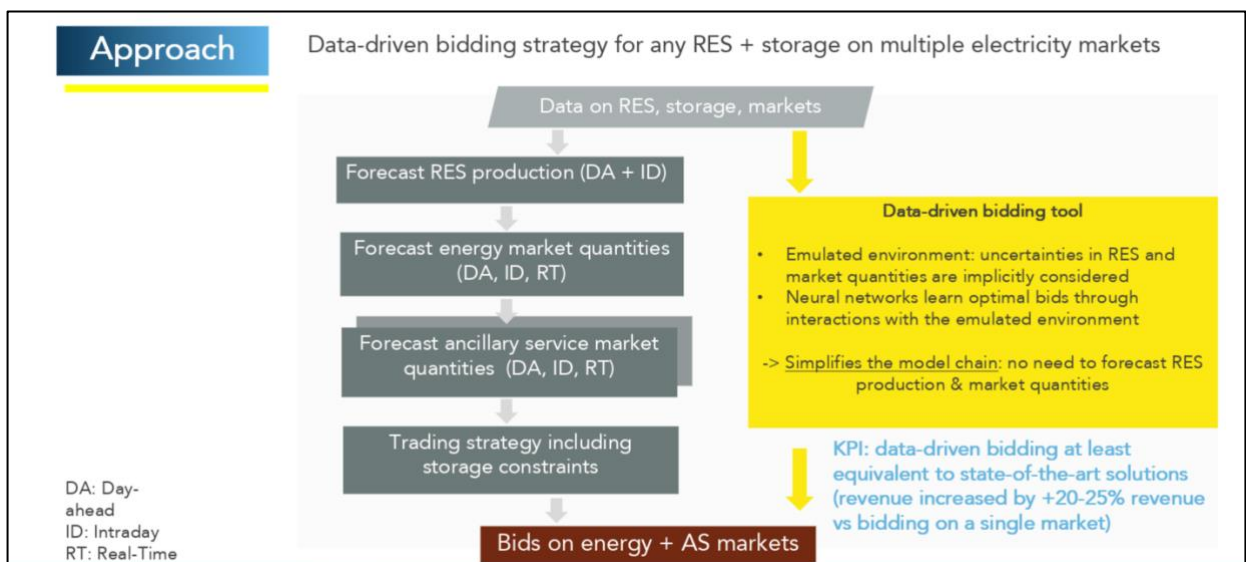 Approach
Data-driven bidding strategy for any RES + storage on multiple electricity markets
Data on RES, storage, markets
Forecast RES production (DA + ID)
Forecast energy market quantities
(DA, ID, RT)
Forecast ancillary service market
quantities (DA, ID, RT)
Trading strategy including
storage constraints
Data-driven bidding tool
• Emulated environment: uncertainties in RES and
market quantities are implicitly considered
• Neural networks learn optimal bids through
interactions with the emulated environment
-> Simplifies the model chain: no need to forecast RES
production & market quantities
KPI: data-driven bidding at least
equivalent to state-of-the-art solutions
(revenue increased by +20-25% revenue
vs bidding on a single market)
Bids on energy + AS markets
DA: Day-
ahead
ID: Intraday
RT: Real-Time